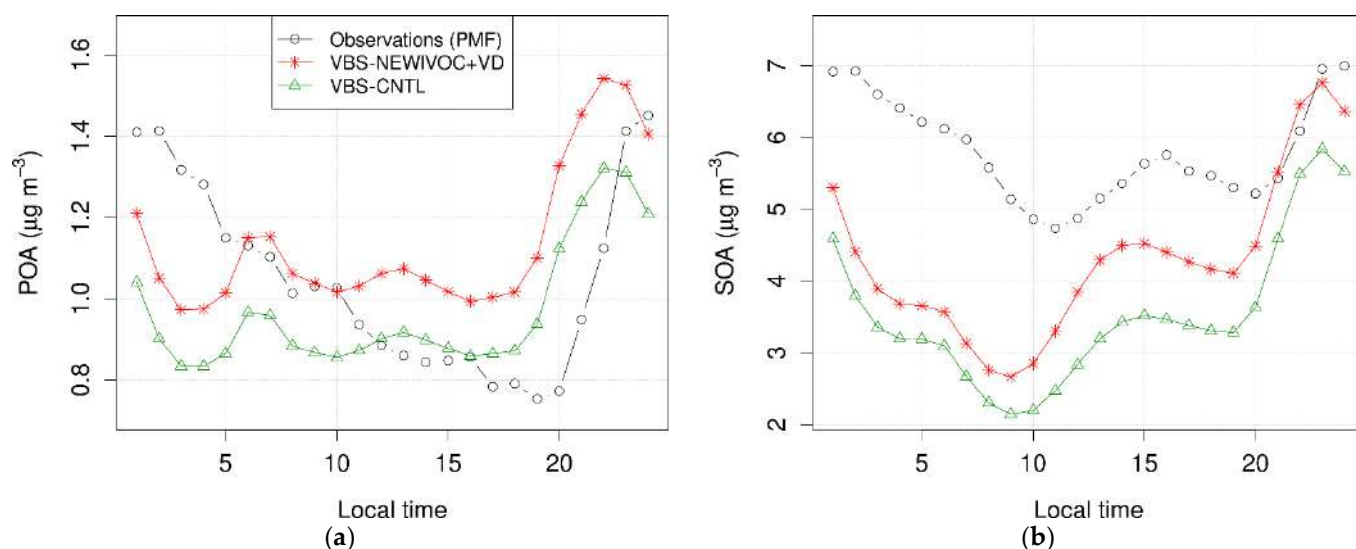 Observations (PMF)
VBS-NEWIVOC+VD
VBS-CNTL
POA (µg m⁻³)
1.6
1.4
1.2
1.0
0.8
5 10 15 20
Local time
(a)
SOA (µg m⁻³)
7
6
5
4
3
2
5 10 15 20
Local time
(b)